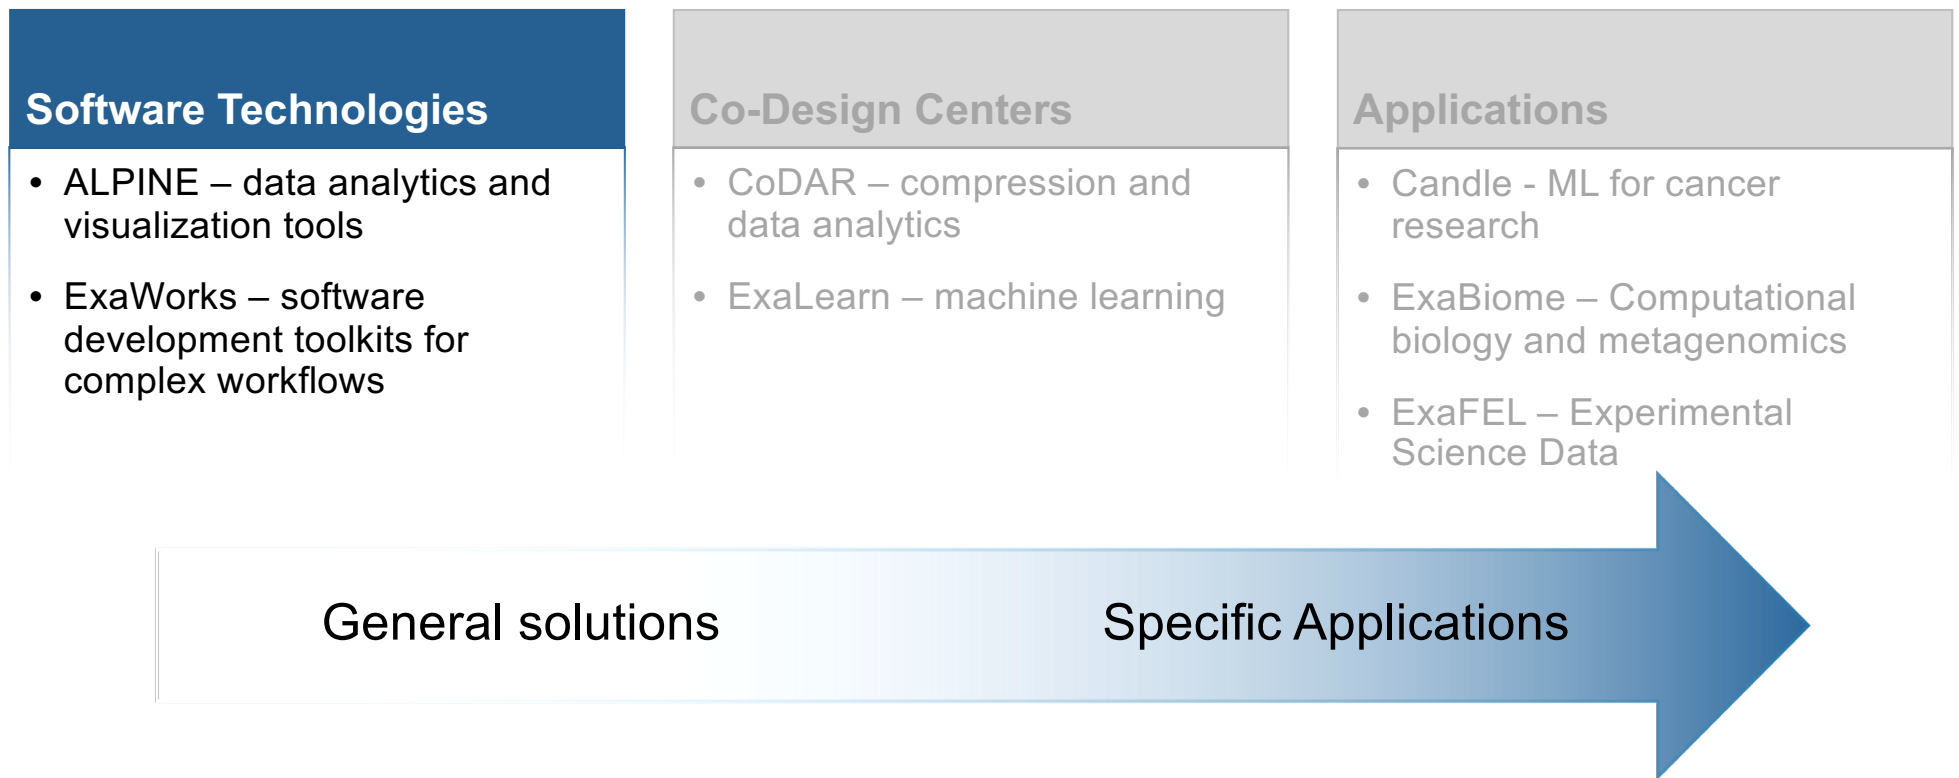 Software Technologies
• ALPINE – data analytics and
visualization tools
• ExaWorks – software
development toolkits for
complex workflows
Co-Design Centers
• CoDAR – compression and
data analytics
• ExaLearn – machine learning
Applications
• Candle - ML for cancer
research
• ExaBiome – Computational
biology and metagenomics
• ExaFEL – Experimental
Science Data
General solutions
Specific Applications